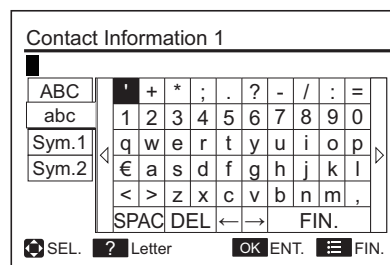 Contact Information 1
ABC ' + * ; . ? - / : =
abc 1 2 3 4 5 6 7 8 9 0
Sym.1 q w e r t y u i o p
Sym.2 € a s d f g h j k l
< > z x c v b n m ,
SPAC DEL ← → FIN.
SEL. ? Letter OK ENT. FIN.